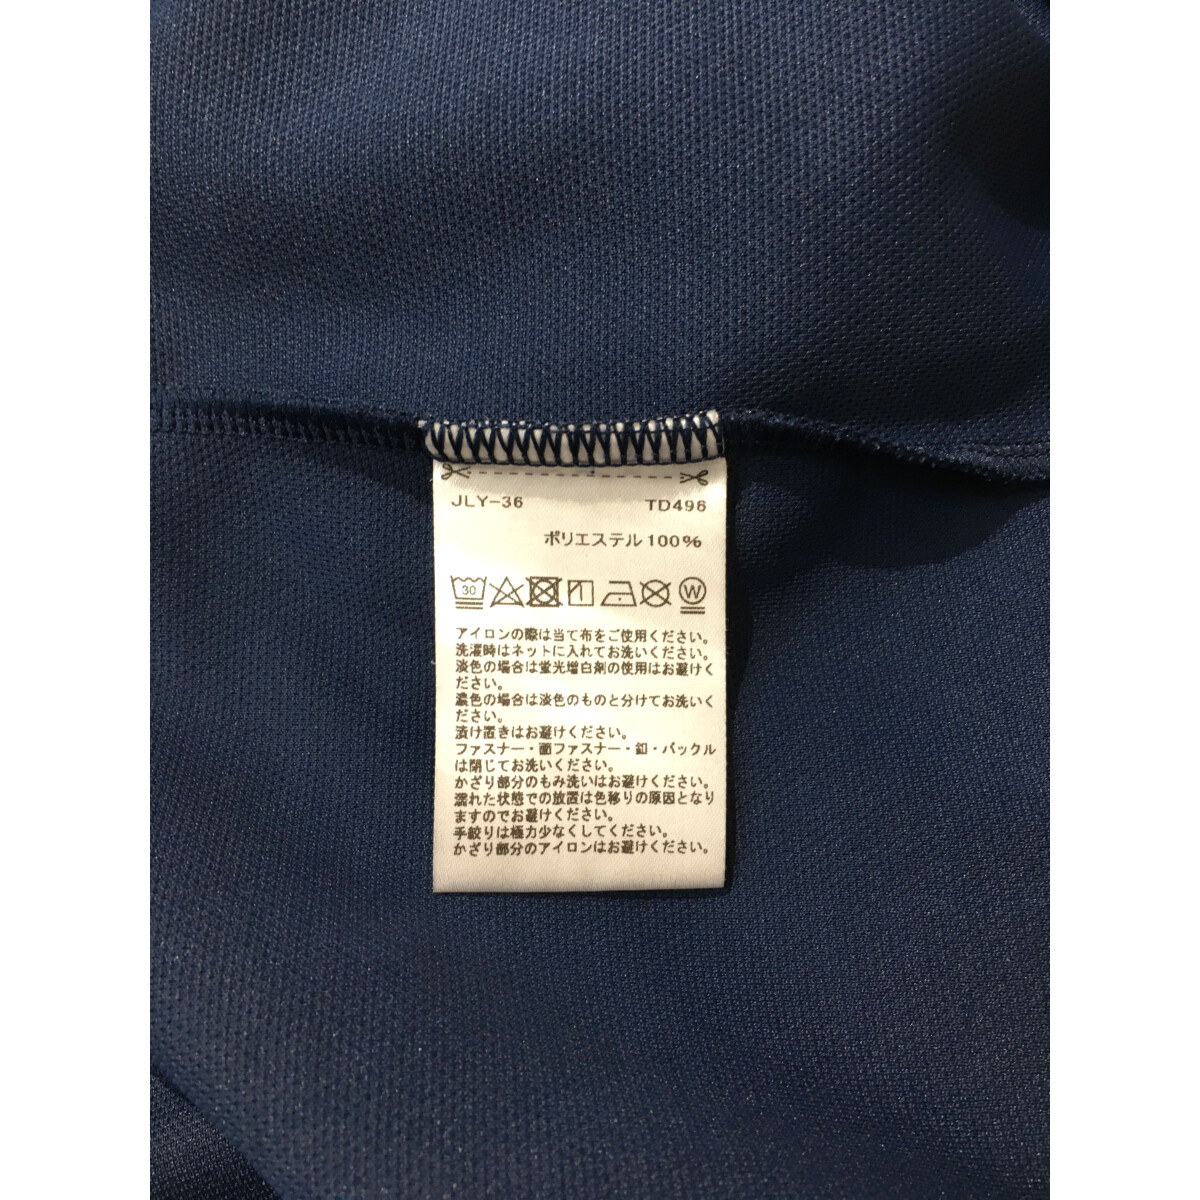 JLY-36 TD496
ポリエステル100%
30 W
アイロンの際は当て布をご使用ください。
洗濯時はネットに入れてお洗いください。
淡色の場合は蛍光増白剤の使用はお避けく
ださい。
濃色の場合は淡色のものと分けてお洗いく
ださい。
漬け置きはお避けください。
ファスナー・面ファスナー・釦・バックル
は閉じてお洗いください。
かざり部分のもみ洗いはお避けください。
濡れた状態での放置は色移りの原因となり
ますのでお避けください。
手絞りは極力少なくしてください。
かざり部分のアイロンはお避けください。